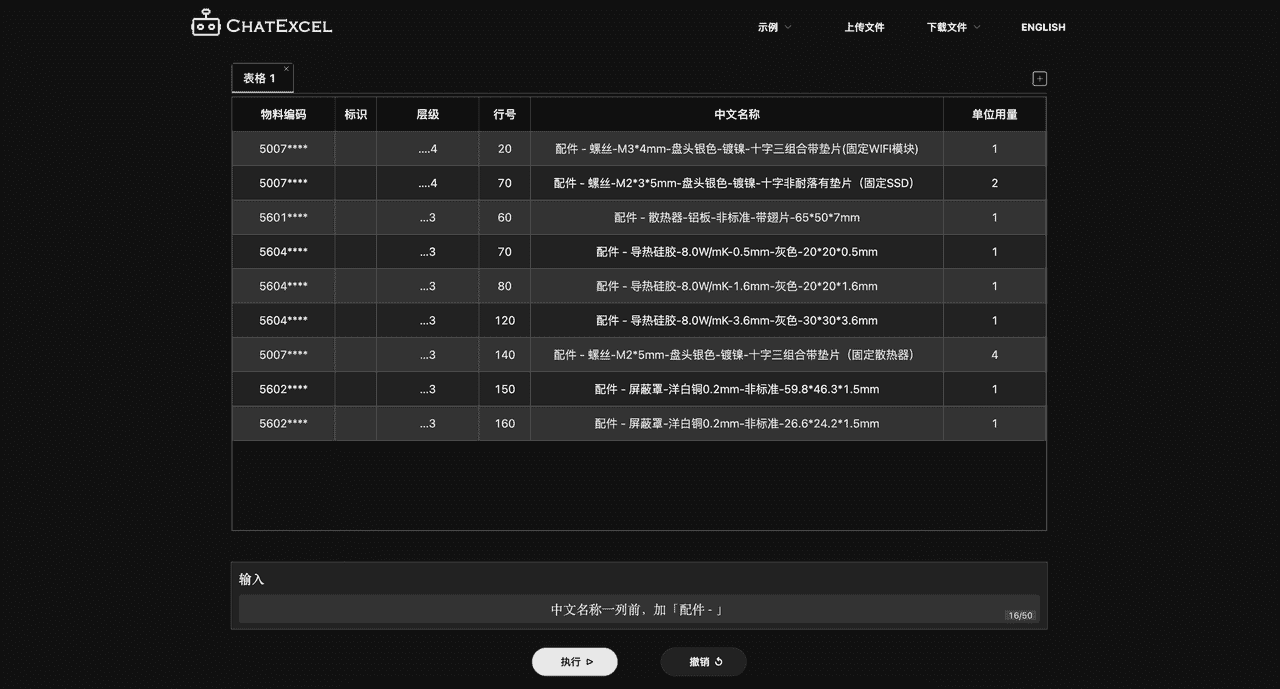 CHATEXCEL
示例 上传文件 下载文件 ENGLISH
表格 1 ×
物料编码 标识 层级 行号 中文名称 单位用量
5007**** ....4 20 配件 - 螺丝-M3*4mm-盘头银色-镀镍-十字三组合带垫片(固定WIFI模块) 1
5007**** ....4 70 配件 - 螺丝-M2*3*5mm-盘头银色-镀镍-十字非耐落有垫片（固定SSD） 2
5601**** ...3 60 配件 - 散热器-铝板-非标准-带翅片-65*50*7mm 1
5604**** ...3 70 配件 - 导热硅胶-8.0W/mK-0.5mm-灰色-20*20*0.5mm 1
5604**** ...3 80 配件 - 导热硅胶-8.0W/mK-1.6mm-灰色-20*20*1.6mm 1
5604**** ...3 120 配件 - 导热硅胶-8.0W/mK-3.6mm-灰色-30*30*3.6mm 1
5007**** ...3 140 配件 - 螺丝-M2*5mm-盘头银色-镀镍-十字三组合带垫片（固定散热器） 4
5602**** ...3 150 配件 - 屏蔽罩-洋白铜0.2mm-非标准-59.8*46.3*1.5mm 1
5602**** ...3 160 配件 - 屏蔽罩-洋白铜0.2mm-非标准-26.6*24.2*1.5mm 1
输入
中文名称一列前，加「配件 - 」
16/50
执行 撤销